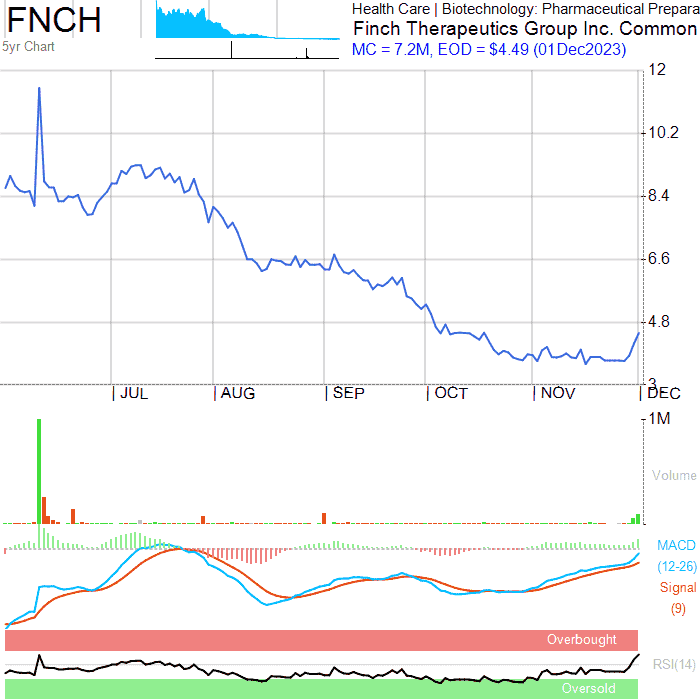 FNCH
5yr Chart
Health Care | Biotechnology: Pharmaceutical Prepara
Finch Therapeutics Group Inc. Common
MC = 7.2M, EOD = $4.49 (01Dec2023)
12
10.2
8.4
6.6
4.8
3
JUL
AUG
SEP
OCT
NOV
DEC
1M
Volume
MACD
(12-26)
Signal
(9)
Overbought
RSI(14)
Oversold